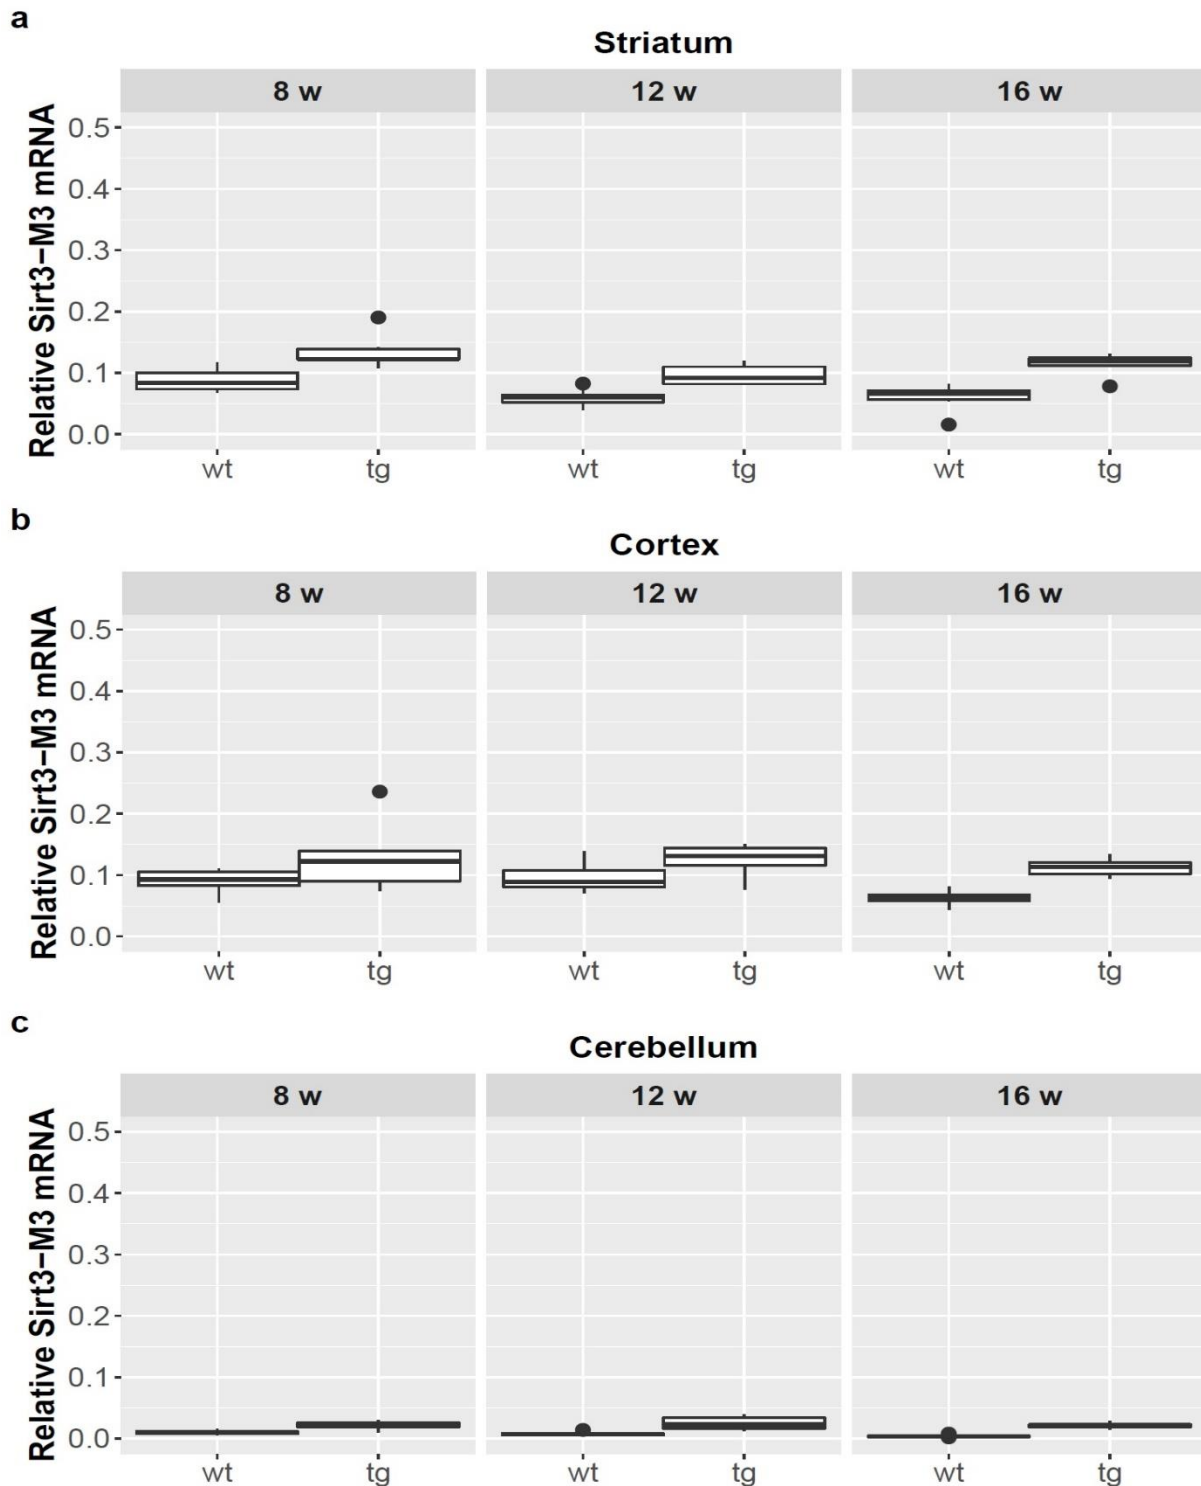 a
Striatum
8 w 12 w 16 w
Relative Sirt3-M3 mRNA
0.5
0.4
0.3
0.2
0.1
0.0
wt tg wt tg wt tg
b
Cortex
8 w 12 w 16 w
Relative Sirt3-M3 mRNA
0.5
0.4
0.3
0.2
0.1
0.0
wt tg wt tg wt tg
c
Cerebellum
8 w 12 w 16 w
Relative Sirt3-M3 mRNA
0.5
0.4
0.3
0.2
0.1
0.0
wt tg wt tg wt tg